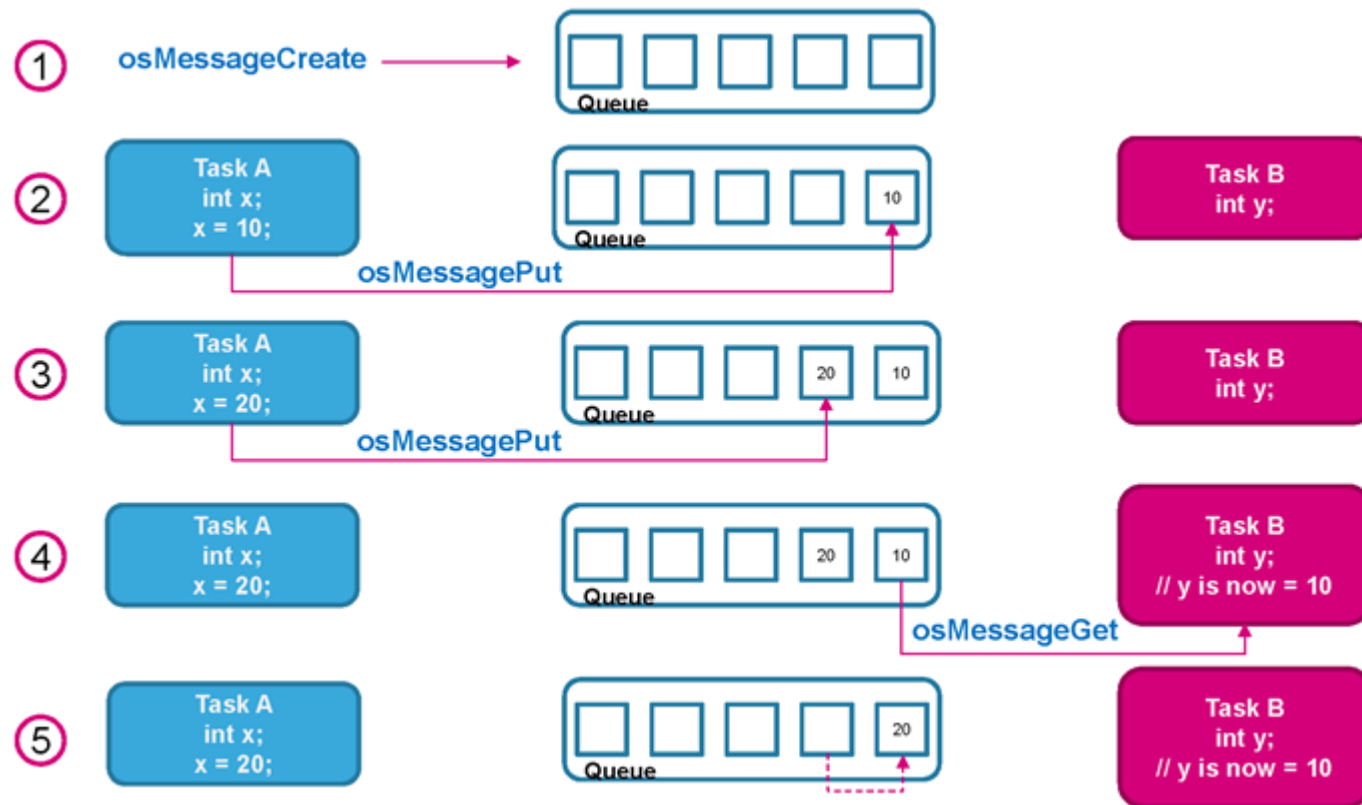 1
osMessageCreate
Queue
2
Task A
int x;
x = 10;
10
Queue
Task B
int y;
osMessagePut
3
Task A
int x;
x = 20;
20 10
Queue
Task B
int y;
osMessagePut
4
Task A
int x;
x = 20;
20 10
Queue
Task B
int y;
// y is now = 10
osMessageGet
5
Task A
int x;
x = 20;
20
Queue
Task B
int y;
// y is now = 10